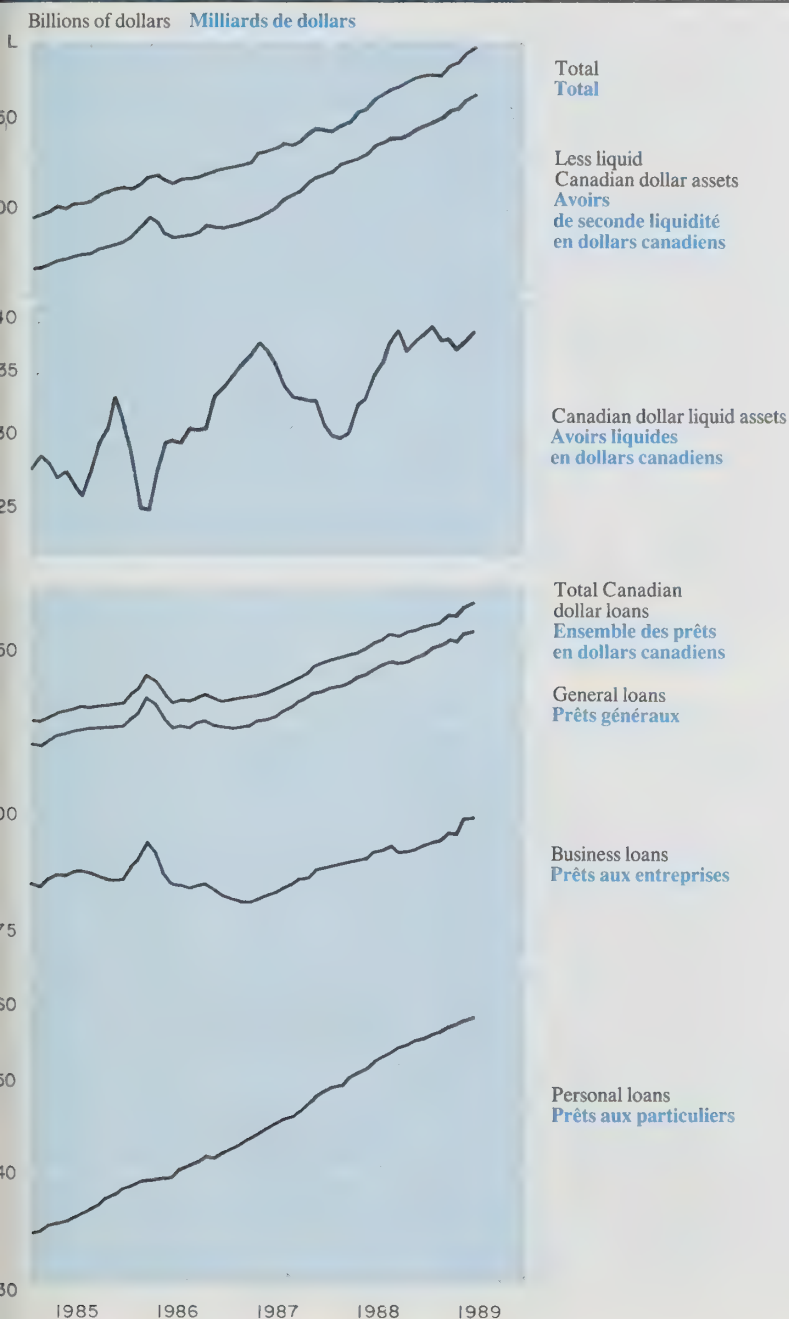 Billions of dollars Milliards de dollars
L
50
00
Total
Total
Less liquid
Canadian dollar assets
Avoirs
de seconde liquidité
en dollars canadiens
40
35
30
25
Canadian dollar liquid assets
Avoirs liquides
en dollars canadiens
50
00
75
Total Canadian
dollar loans
Ensemble des prêts
en dollars canadiens
General loans
Prêts généraux
Business loans
Prêts aux entreprises
60
50
40
30
Personal loans
Prêts aux particuliers
1985 1986 1987 1988 1989